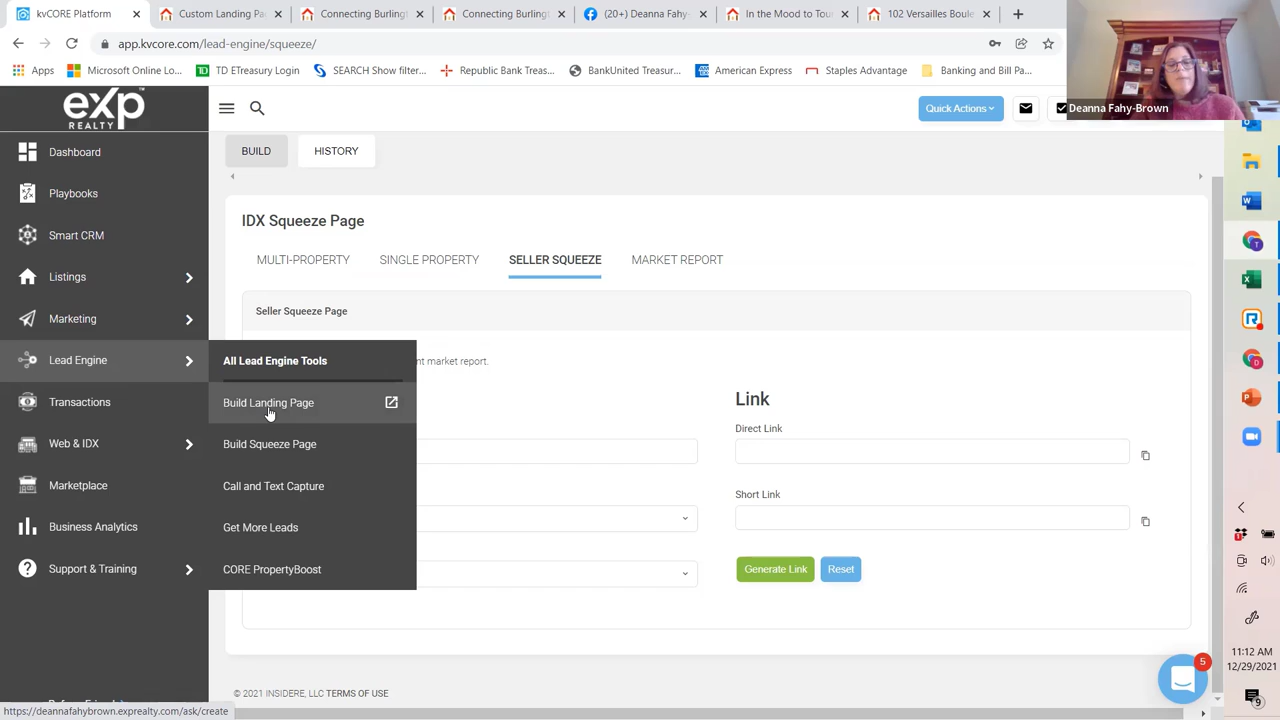 kvCORE Platform
Custom Landing Pa
Connecting Burlingt
Connecting Burlingt
(20+) Deanna Fahy-
In the Mood to Tou
102 Versailles Boule
app.kvcore.com/lead-engine/squeeze/
Apps
Microsoft Online Lo...
TD ETreasury Login
SEARCH Show filter...
Republic Bank Treas...
BankUnited Treasur...
American Express
Staples Advantage
Banking and Bill Pa...
Deanna Fahy-Brown
eXp
REALTY
Quick Actions
Dashboard
Playbooks
Smart CRM
Listings
Marketing
Lead Engine
Transactions
Web & IDX
Marketplace
Business Analytics
Support & Training
BUILD
HISTORY
IDX Squeeze Page
MULTI-PROPERTY
SINGLE PROPERTY
SELLER SQUEEZE
MARKET REPORT
Seller Squeeze Page
All Lead Engine Tools
Build Landing Page
Build Squeeze Page
Call and Text Capture
Get More Leads
CORE PropertyBoost
nt market report.
Link
Direct Link
Short Link
Generate Link
Reset
5
© 2021 INSIDERE, LLC TERMS OF USE
https://deannafahybrown.exprealty.com/ask/create
11:12 AM
12/29/2021
9